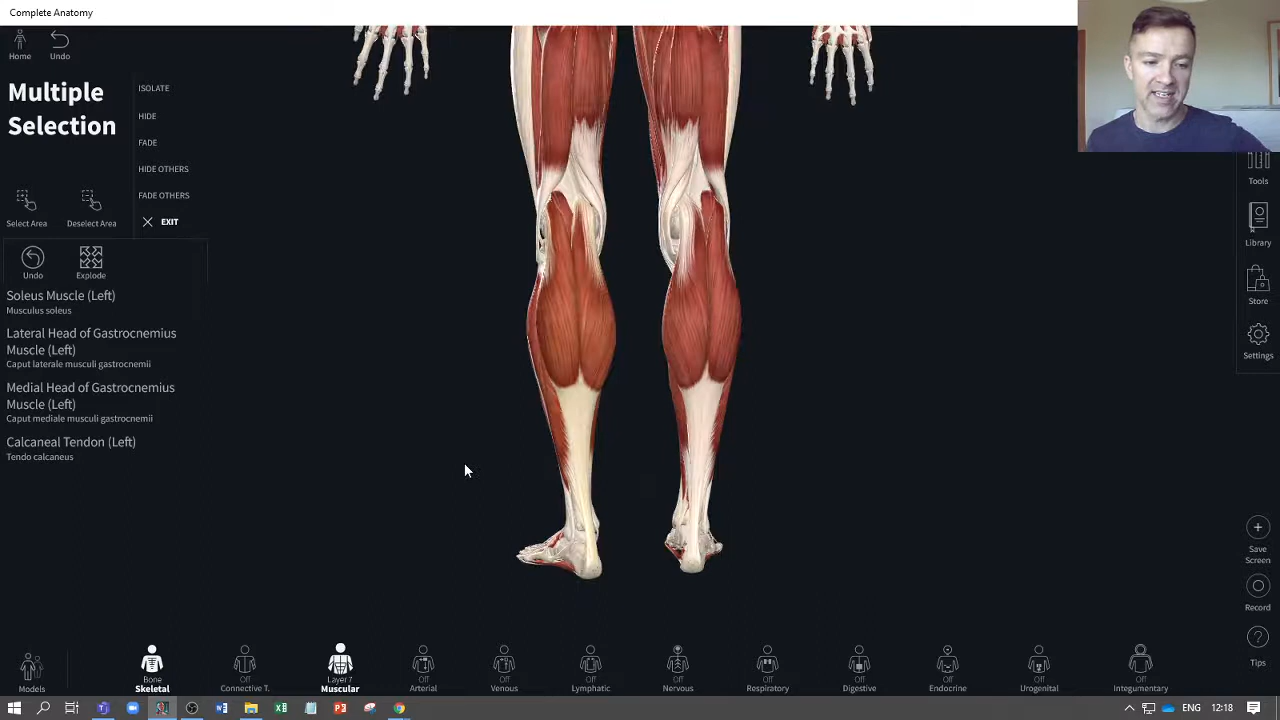 Complete Anatomy
Home
Undo
Multiple
Selection
ISOLATE
HIDE
FADE
HIDE OTHERS
FADE OTHERS
EXIT
Select Area
Deselect Area
Undo
Explode
Soleus Muscle (Left)
Musculus soleus
Lateral Head of Gastrocnemius
Muscle (Left)
Caput laterale musculi gastrocnemii
Medial Head of Gastrocnemius
Muscle (Left)
Caput mediale musculi gastrocnemii
Calcaneal Tendon (Left)
Tendo calcaneus
Tools
Library
Store
Settings
Save
Screen
Record
Tips
Models
Bone
Skeletal
Off
Connective T.
Layer 7
Muscular
Off
Arterial
Off
Venous
Off
Lymphatic
Off
Nervous
Off
Respiratory
Off
Digestive
Off
Endocrine
Off
Urogenital
Off
Integumentary
ENG
12:18